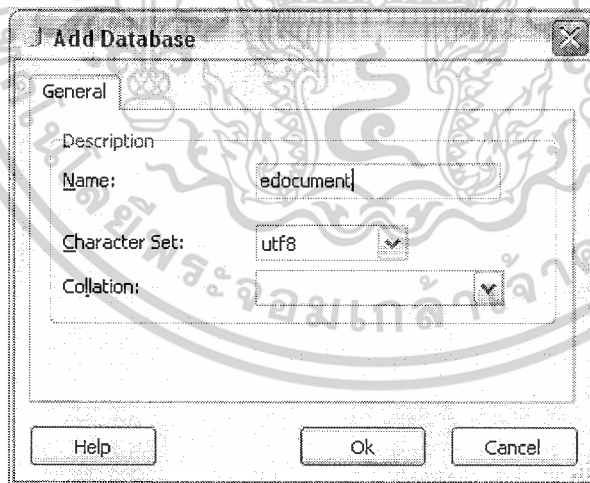 Add Database
General
Description
Name: edocument
Character Set: utf8
Collation:
Help Ok Cancel